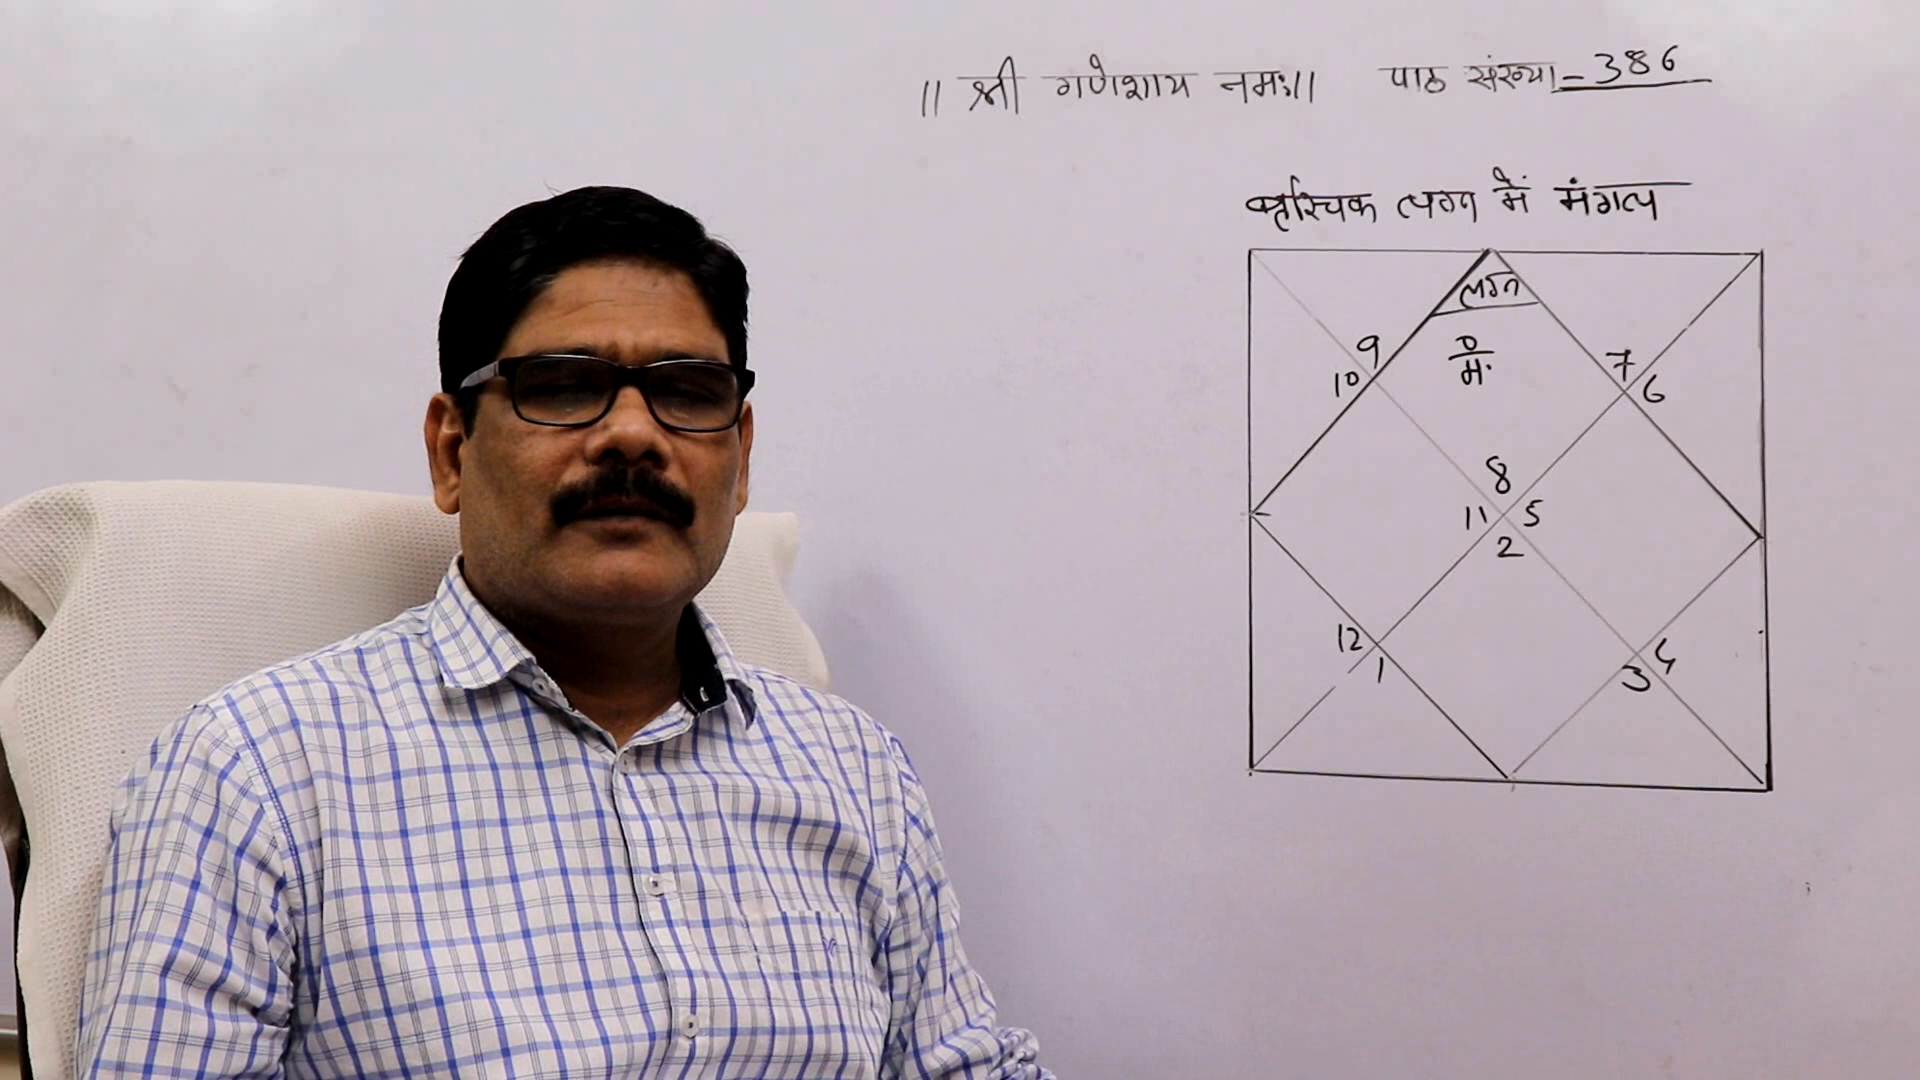 ॥ श्री गणेशाय नमः॥ पाठ संख्या - 386
वृश्चिक लग्न में मंगल
लग्न
9 मं. 7
10 6
8
11 5
2
12 4
1 3